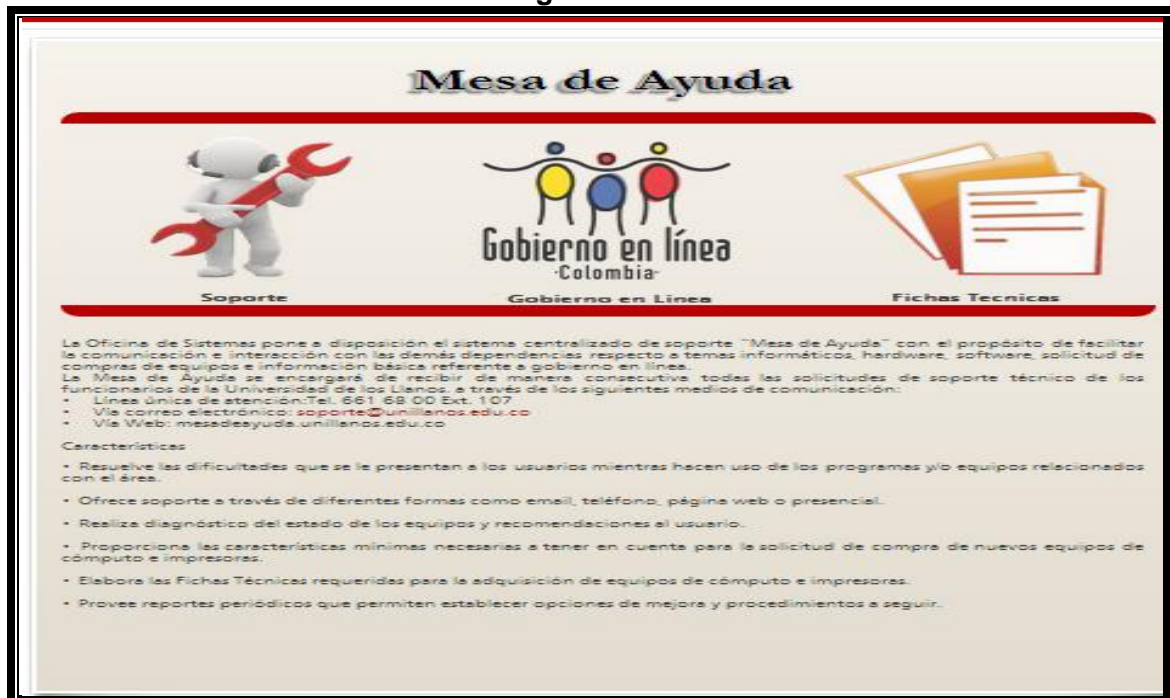 Mesa de Ayuda
Gobierno en línea
·Colombia·
Soporte
Gobierno en Linea
Fichas Tecnicas
La Oficina de Sistemas pone a disposición el sistema centralizado de soporte "Mesa de Ayuda" con el propósito de facilitar
la comunicación e interacción con las demás dependencias respecto a temas informáticos, hardware, software, solicitud de
compras de equipos e información básica referente a gobierno en línea.
La Mesa de Ayuda se encargará de recibir de manera consecutiva todas las solicitudes de soporte técnico de los
funcionarios de la Universidad de los Llanos. a través de los siguientes medios de comunicación:
• Línea única de atención:Tel. 661 68 00 Ext. 107
• Vía correo electrónico: soporte@unillanos.edu.co
• Vía Web: mesadeayuda.unillanos.edu.co
Características
• Resuelve las dificultades que se le presentan a los usuarios mientras hacen uso de los programas y/o equipos relacionados
con el área.
• Ofrece soporte a través de diferentes formas como email, teléfono, página web o presencial.
• Realiza diagnóstico del estado de los equipos y recomendaciones al usuario.
• Proporciona las características mínimas necesarias a tener en cuenta para la solicitud de compra de nuevos equipos de
cómputo e impresoras.
• Elabora las Fichas Técnicas requeridas para la adquisición de equipos de cómputo e impresoras.
• Provee reportes periódicos que permiten establecer opciones de mejora y procedimientos a seguir.